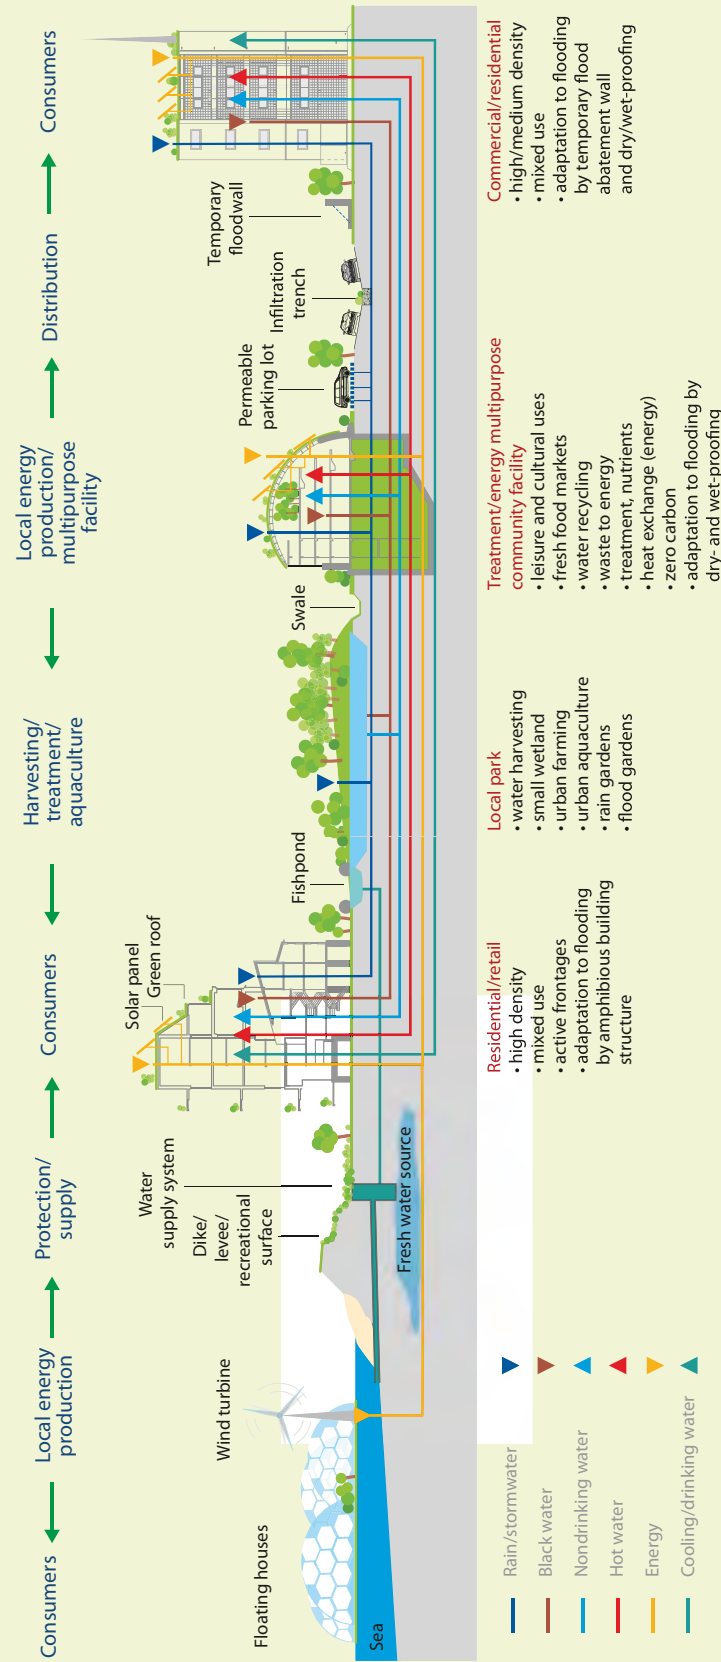 Consumers
Local energy
production
Protection/
supply
Consumers
Harvesting/
treatment/
aquaculture
Local energy
production/
multipurpose
facility
Distribution
Consumers
Floating houses
Wind turbine
Dike/
levee/
recreational
surface
Water
supply system
Solar panel
Green roof
Fishpond
Swale
Permeable
parking lot
Infiltration
trench
Temporary
floodwall
Sea
Fresh water source
Rain/stormwater
Black water
Nondrinking water
Hot water
Energy
Cooling/drinking water
Residential/retail
• high density
• mixed use
• active frontages
• adaptation to flooding
by amphibious building
structure
Local park
• water harvesting
• small wetland
• urban farming
• urban aquaculture
• rain gardens
• flood gardens
Treatment/energy multipurpose
community facility
• leisure and cultural uses
• fresh food markets
• water recycling
• waste to energy
• treatment, nutrients
• heat exchange (energy)
• zero carbon
• adaptation to flooding by
dry- and wet-proofing
Commercial/residential
• high/medium density
• mixed use
• adaptation to flooding
by temporary flood
abatement wall
and dry/wet-proofing